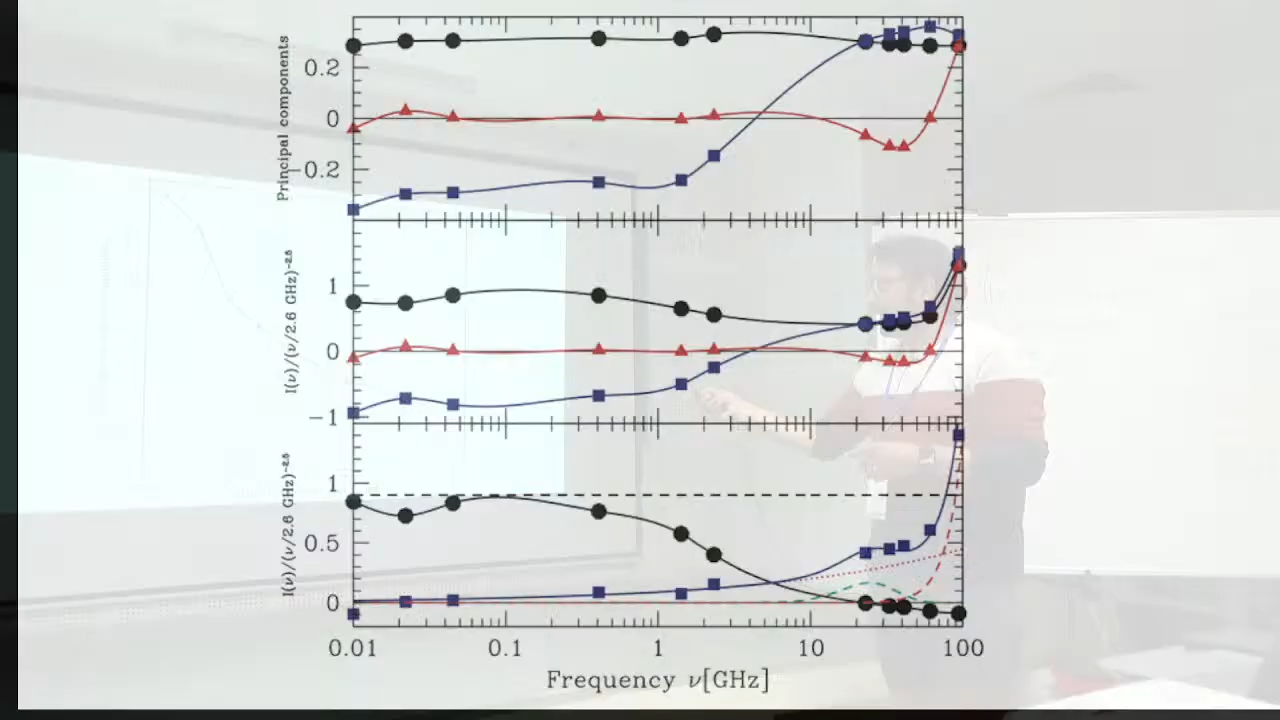 Principal components
0.2
0
−0.2
I(ν)/(ν/2.6 GHz)^-2.5
1
0
−1
I(ν)/(ν/2.6 GHz)^-2.5
1
0.5
0
0.01 0.1 1 10 100
Frequency ν[GHz]